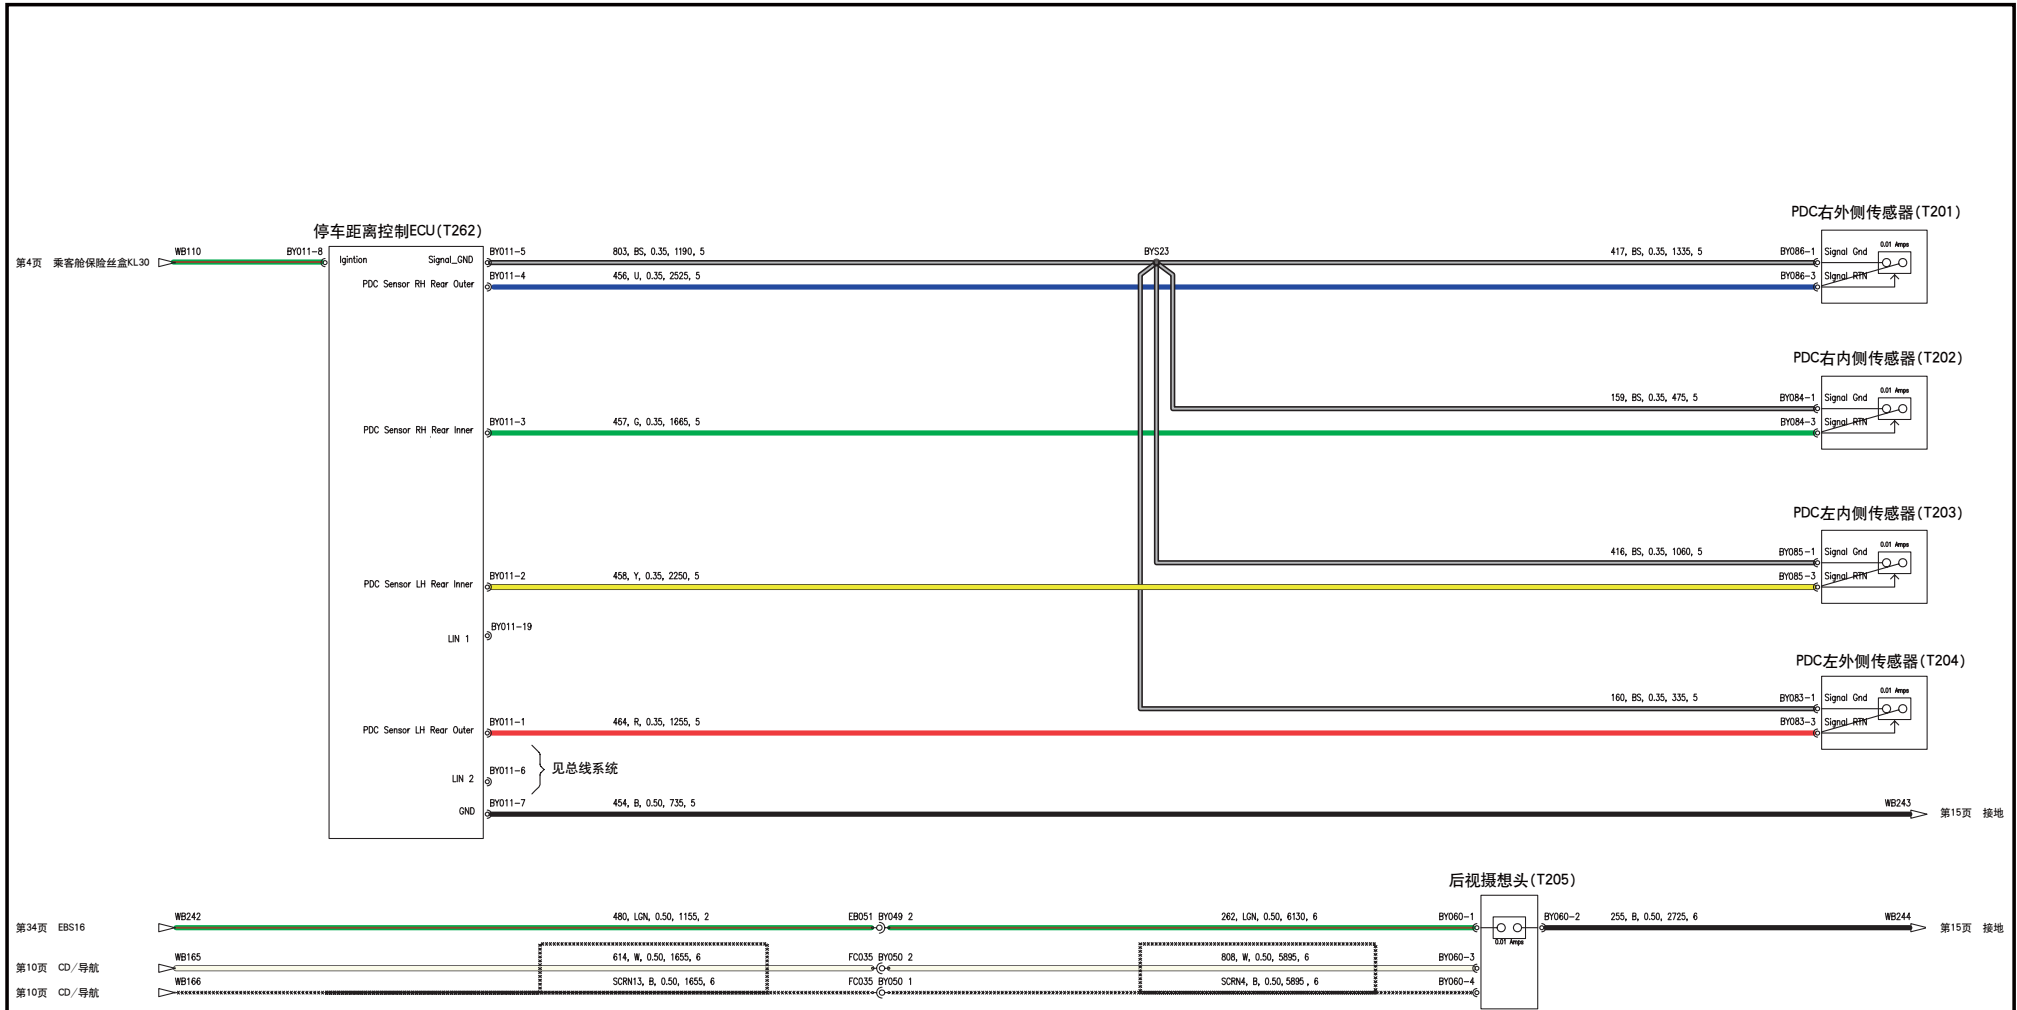 PDC右外侧传感器(T201)
停车距离控制ECU(T262)
第4页 乘客舱保险丝盒KL30 WB110 BY011-8 Igintion Signal_GND BY011-5 803, BS, 0.35, 1190, 5 BYS23 417, BS, 0.35, 1335, 5 BY086-1 Signal Gnd 0.01 Amps
PDC Sensor RH Rear Outer BY011-4 456, U, 0.35, 2525, 5 BY086-3 Signal RTN
PDC右内侧传感器(T202)
159, BS, 0.35, 475, 5 BY084-1 Signal Gnd 0.01 Amps
PDC Sensor RH Rear Inner BY011-3 457, G, 0.35, 1665, 5 BY084-3 Signal RTN
PDC左内侧传感器(T203)
416, BS, 0.35, 1060, 5 BY085-1 Signal Gnd 0.01 Amps
PDC Sensor LH Rear Inner BY011-2 458, Y, 0.35, 2250, 5 BY085-3 Signal RTN
LIN 1 BY011-19
PDC左外侧传感器(T204)
160, BS, 0.35, 335, 5 BY083-1 Signal Gnd 0.01 Amps
PDC Sensor LH Rear Outer BY011-1 464, R, 0.35, 1255, 5 BY083-3 Signal RTN
LIN 2 BY011-6 见总线系统
GND BY011-7 454, B, 0.50, 735, 5 WB243 第15页 接地
后视摄想头(T205)
第34页 EBS16 WB242 480, LGN, 0.50, 1155, 2 EB051 BY049 2 262, LGN, 0.50, 6130, 6 BY060-1 0.01 Amps BY060-2 255, B, 0.50, 2725, 6 WB244 第15页 接地
第10页 CD/导航 WB165 614, W, 0.50, 1655, 6 FC035 BY050 2 808, W, 0.50, 5895, 6 BY060-3
第10页 CD/导航 WB166 SCRN13, B, 0.50, 1655, 6 FC035 BY050 1 SCRN4, B, 0.50,5895 , 6 BY060-4